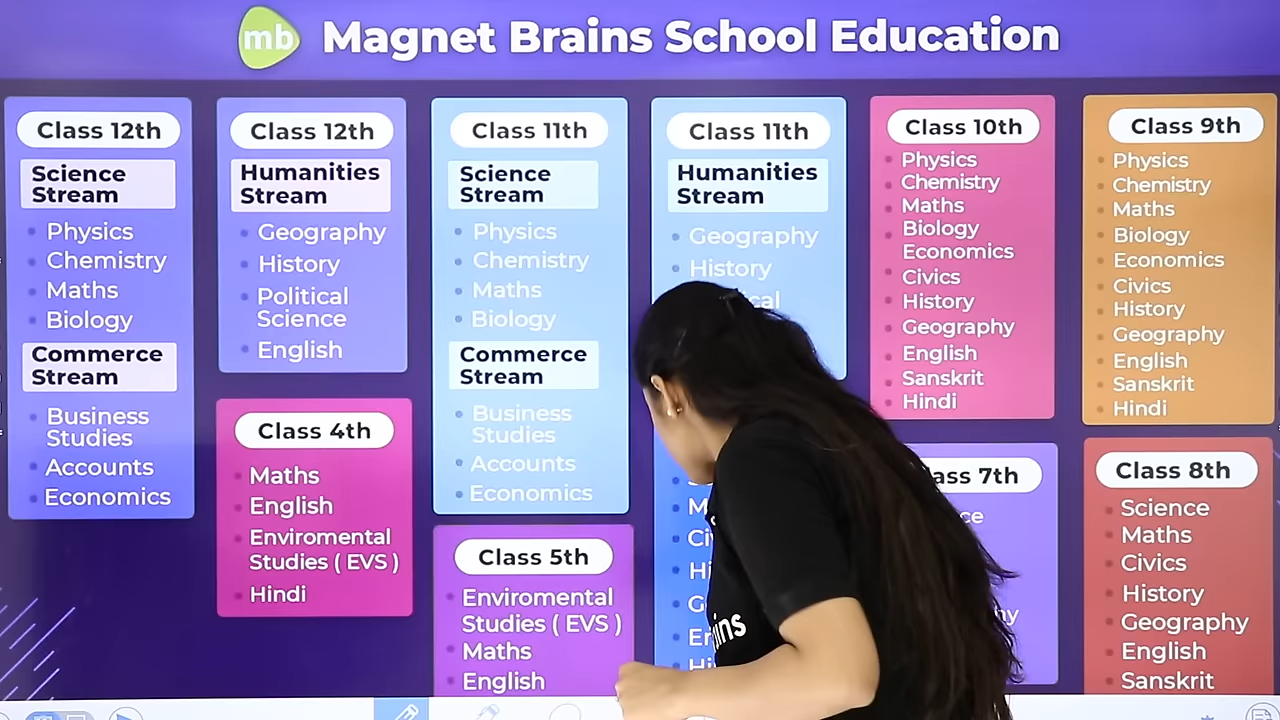 mb Magnet Brains School Education
Class 12th
Science
Stream
Physics
Chemistry
Maths
Biology
Commerce
Stream
Business
Studies
Accounts
Economics
Class 12th
Humanities
Stream
Geography
History
Political
Science
English
Class 4th
Maths
English
Enviromental
Studies ( EVS )
Hindi
Class 11th
Science
Stream
Physics
Chemistry
Maths
Biology
Commerce
Stream
Business
Studies
Accounts
Economics
Class 5th
Enviromental
Studies ( EVS )
Maths
English
Class 11th
Humanities
Stream
Geography
History
Class 10th
Physics
Chemistry
Maths
Biology
Economics
Civics
History
Geography
English
Sanskrit
Hindi
7th
Class 9th
Physics
Chemistry
Maths
Biology
Economics
Civics
History
Geography
English
Sanskrit
Hindi
Class 8th
Science
Maths
Civics
History
Geography
English
Sanskrit